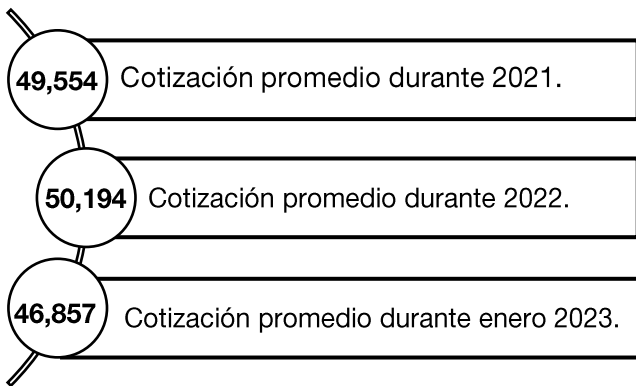 49,554 Cotización promedio durante 2021.
50,194 Cotización promedio durante 2022.
46,857 Cotización promedio durante enero 2023.